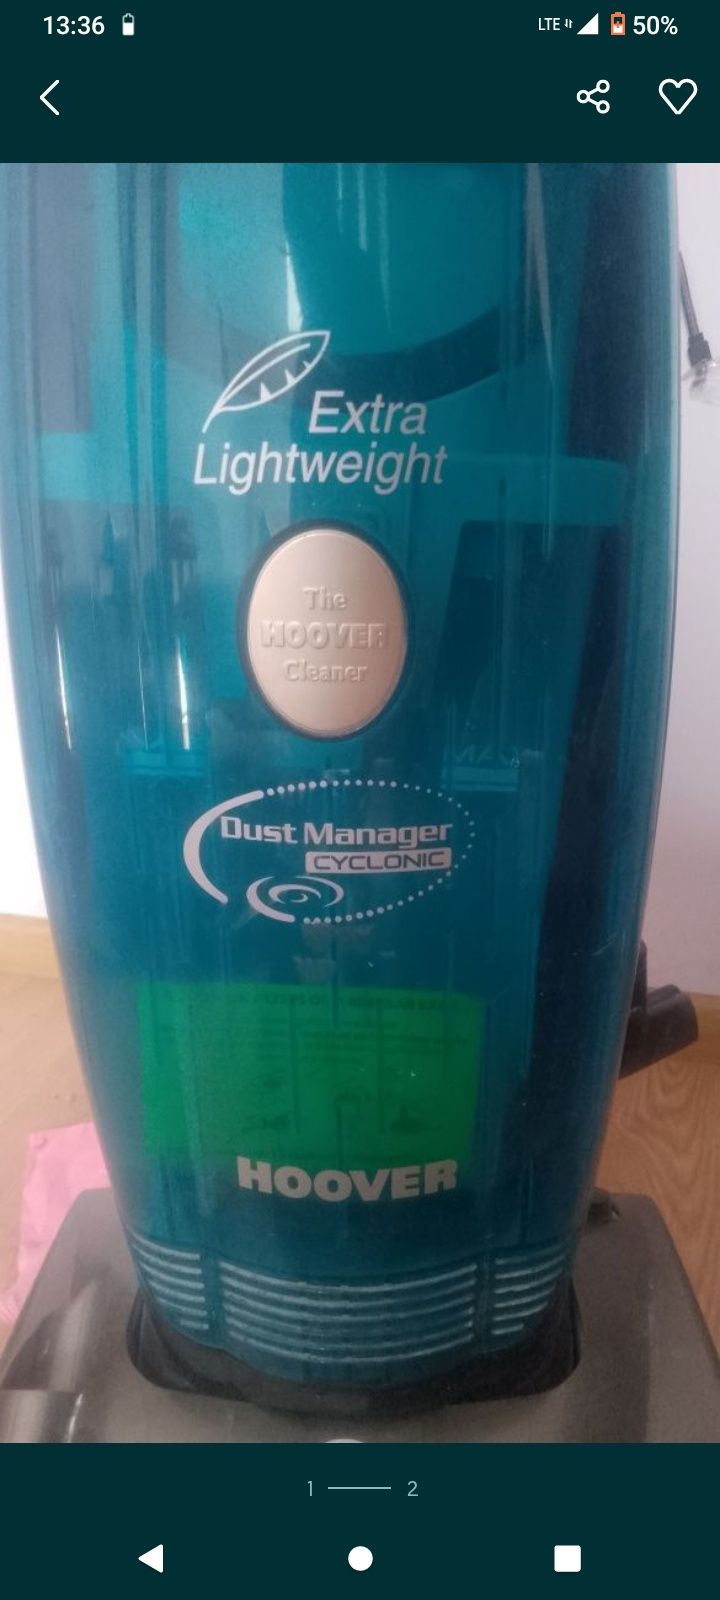 13:36
LTE 50%
Extra
Lightweight
The
HOOVER
Cleaner
Dust Manager
CYCLONIC
HOOVER
1 2